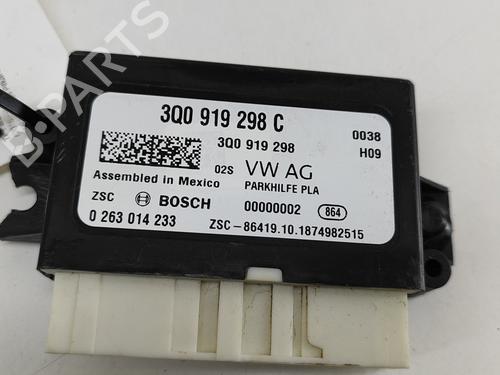 3Q0 919 298 C
0038
3Q0 919 298
H09
02S VW AG
Assembled in Mexico PARKHILFE PLA
ZSC BOSCH 00000002 864
0 263 014 233 ZSC-86419.10.1874982515